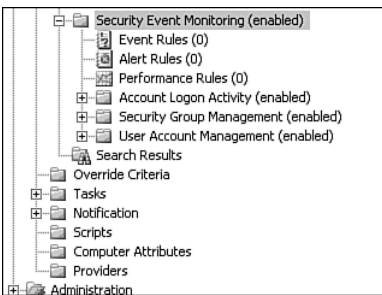 Security Event Monitoring (enabled)
Event Rules (0)
Alert Rules (0)
Performance Rules (0)
Account Logon Activity (enabled)
Security Group Management (enabled)
User Account Management (enabled)
Search Results
Override Criteria
Tasks
Notification
Scripts
Computer Attributes
Providers
Administration